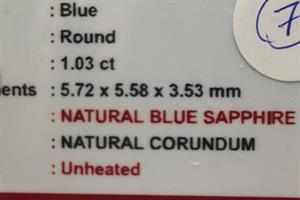 : Blue
: Round
: 1.03 ct
ents : 5.72 x 5.58 x 3.53 mm
: NATURAL BLUE SAPPHIRE
: NATURAL CORUNDUM
: Unheated
7